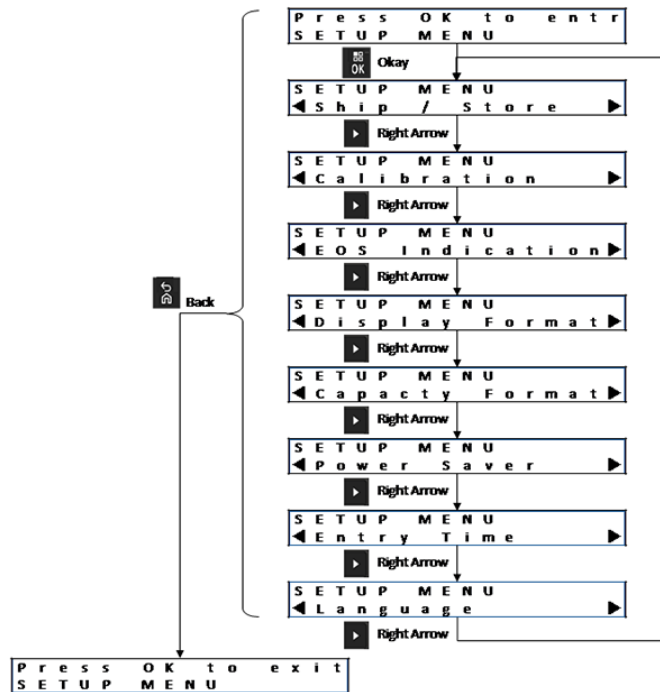 Press OK to entr
SETUP MENU
OK Okay
SETUP MENU
Ship / Store
Right Arrow
SETUP MENU
Calibration
Right Arrow
SETUP MENU
EOS Indication
Right Arrow
Back
SETUP MENU
Display Format
Right Arrow
SETUP MENU
Capacty Format
Right Arrow
SETUP MENU
Power Saver
Right Arrow
SETUP MENU
Entry Time
Right Arrow
SETUP MENU
Language
Right Arrow
Press OK to exit
SETUP MENU